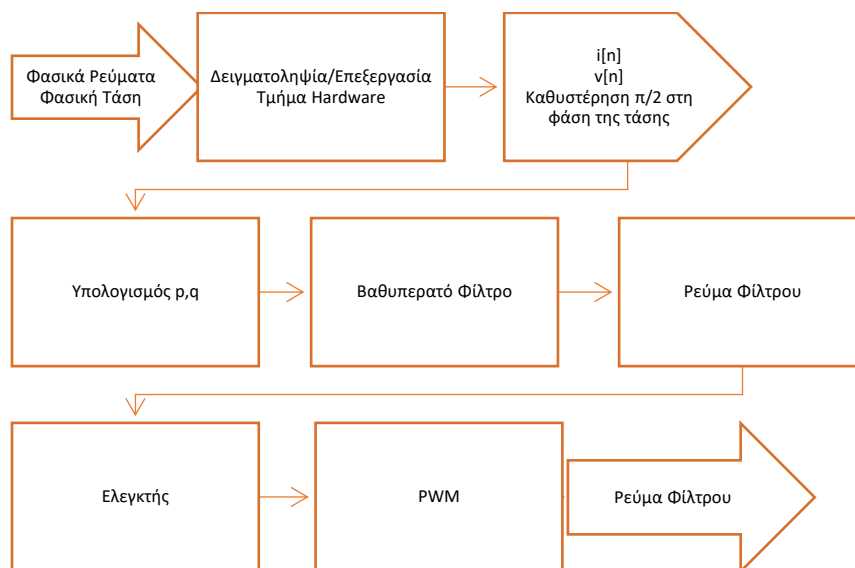 Φασικά Ρεύματα
Φασική Τάση
Δειγματοληψία/Επεξεργασία
Τμήμα Hardware
i[n]
v[n]
Καθυστέρηση π/2 στη
φάση της τάσης
Υπολογισμός p,q
Βαθυπερατό Φίλτρο
Ρεύμα Φίλτρου
Ελεγκτής
PWM
Ρεύμα Φίλτρου